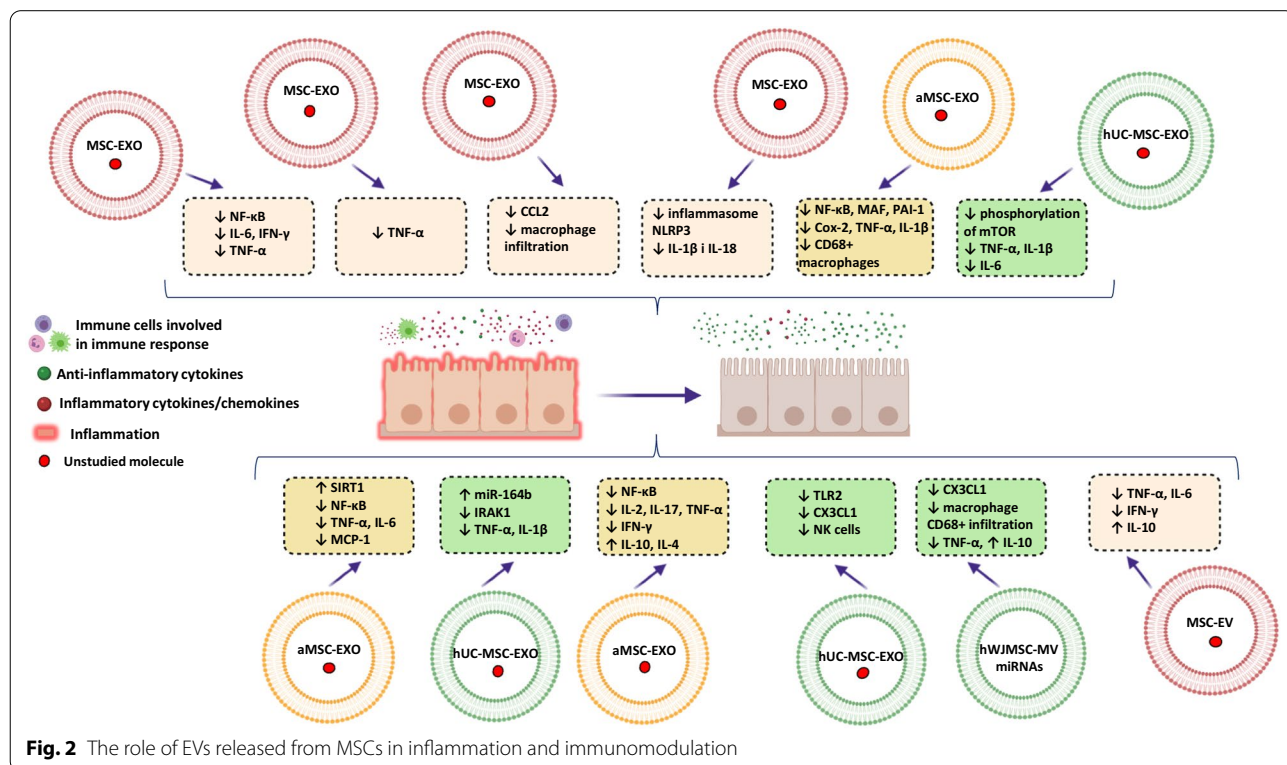 MSC-EXO
MSC-EXO
MSC-EXO
MSC-EXO
aMSC-EXO
hUC-MSC-EXO
↓ NF-κB
↓ IL-6, IFN-γ
↓ TNF-α
↓ TNF-α
↓ CCL2
↓ macrophage
infiltration
↓ inflammasome
NLRP3
↓ IL-1β i IL-18
↓ NF-κB, MAF, PAI-1
↓ Cox-2, TNF-α, IL-1β
↓ CD68+
macrophages
↓ phosphorylation
of mTOR
↓ TNF-α, IL-1β
↓ IL-6
Immune cells involved
in immune response
Anti-inflammatory cytokines
Inflammatory cytokines/chemokines
Inflammation
Unstudied molecule
↑ SIRT1
↓ NF-κB
↓ TNF-α, IL-6
↓ MCP-1
↑ miR-164b
↓ IRAK1
↓ TNF-α, IL-1β
↓ NF-κB
↓ IL-2, IL-17, TNF-α
↓ IFN-γ
↑ IL-10, IL-4
↓ TLR2
↓ CX3CL1
↓ NK cells
↓ CX3CL1
↓ macrophage
CD68+ infiltration
↓ TNF-α, ↑ IL-10
↓ TNF-α, IL-6
↓ IFN-γ
↑ IL-10
aMSC-EXO
hUC-MSC-EXO
aMSC-EXO
hUC-MSC-EXO
hWJMSC-MV
miRNAs
MSC-EV
Fig. 2 The role of EVs released from MSCs in inflammation and immunomodulation